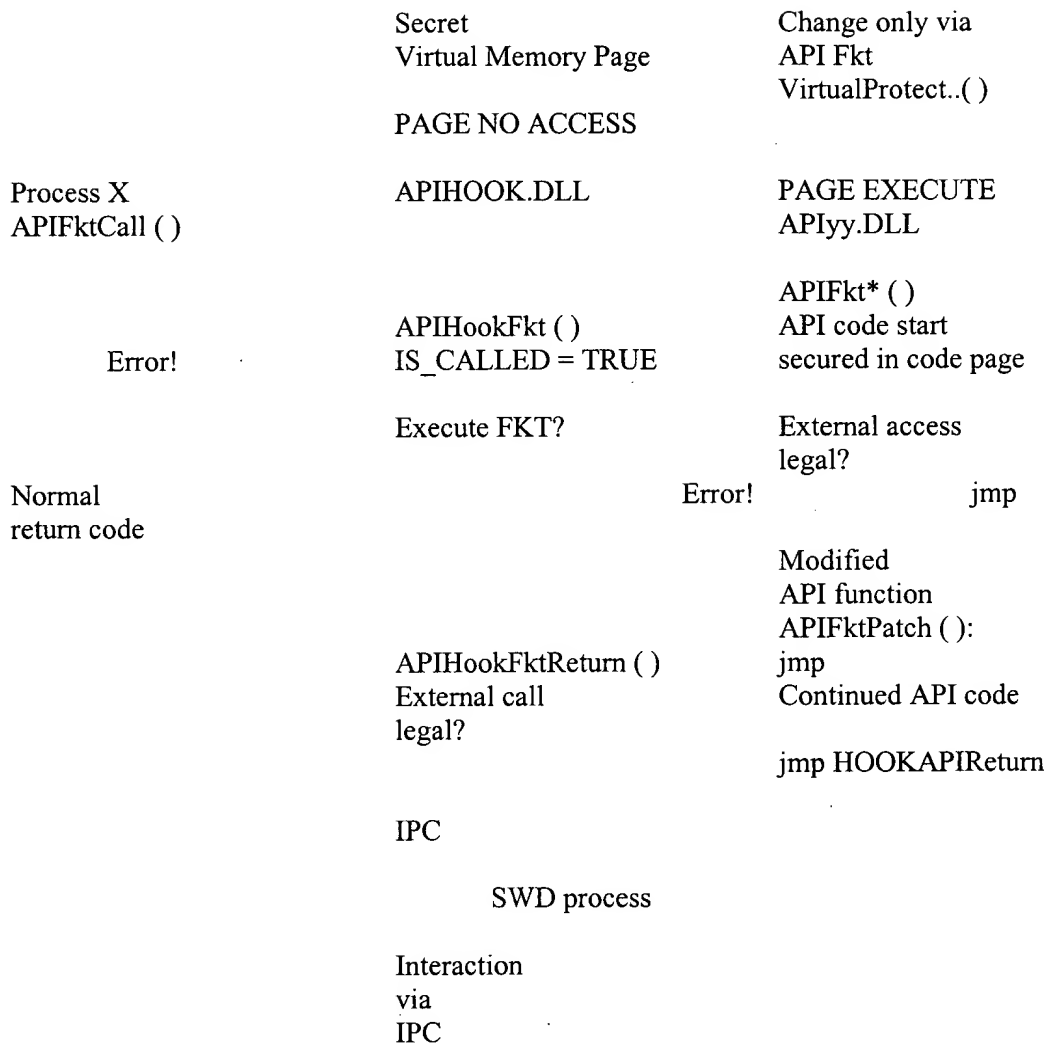 Secret
Virtual Memory Page
Change only via
API Fkt
VirtualProtect..( )
PAGE NO ACCESS
Process X
APIFktCall ( )
APIHOOK.DLL
PAGE EXECUTE
APIyy.DLL
APIFkt* ( )
API code start
secured in code page
APIHookFkt ( )
IS_CALLED = TRUE
Error!
Execute FKT?
External access
legal?
Normal
return code
Error!
jmp
Modified
API function
APIFktPatch ( ):
jmp
Continued API code
APIHookFktReturn ( )
External call
legal?
jmp HOOKAPIReturn
IPC
SWD process
Interaction
via
IPC